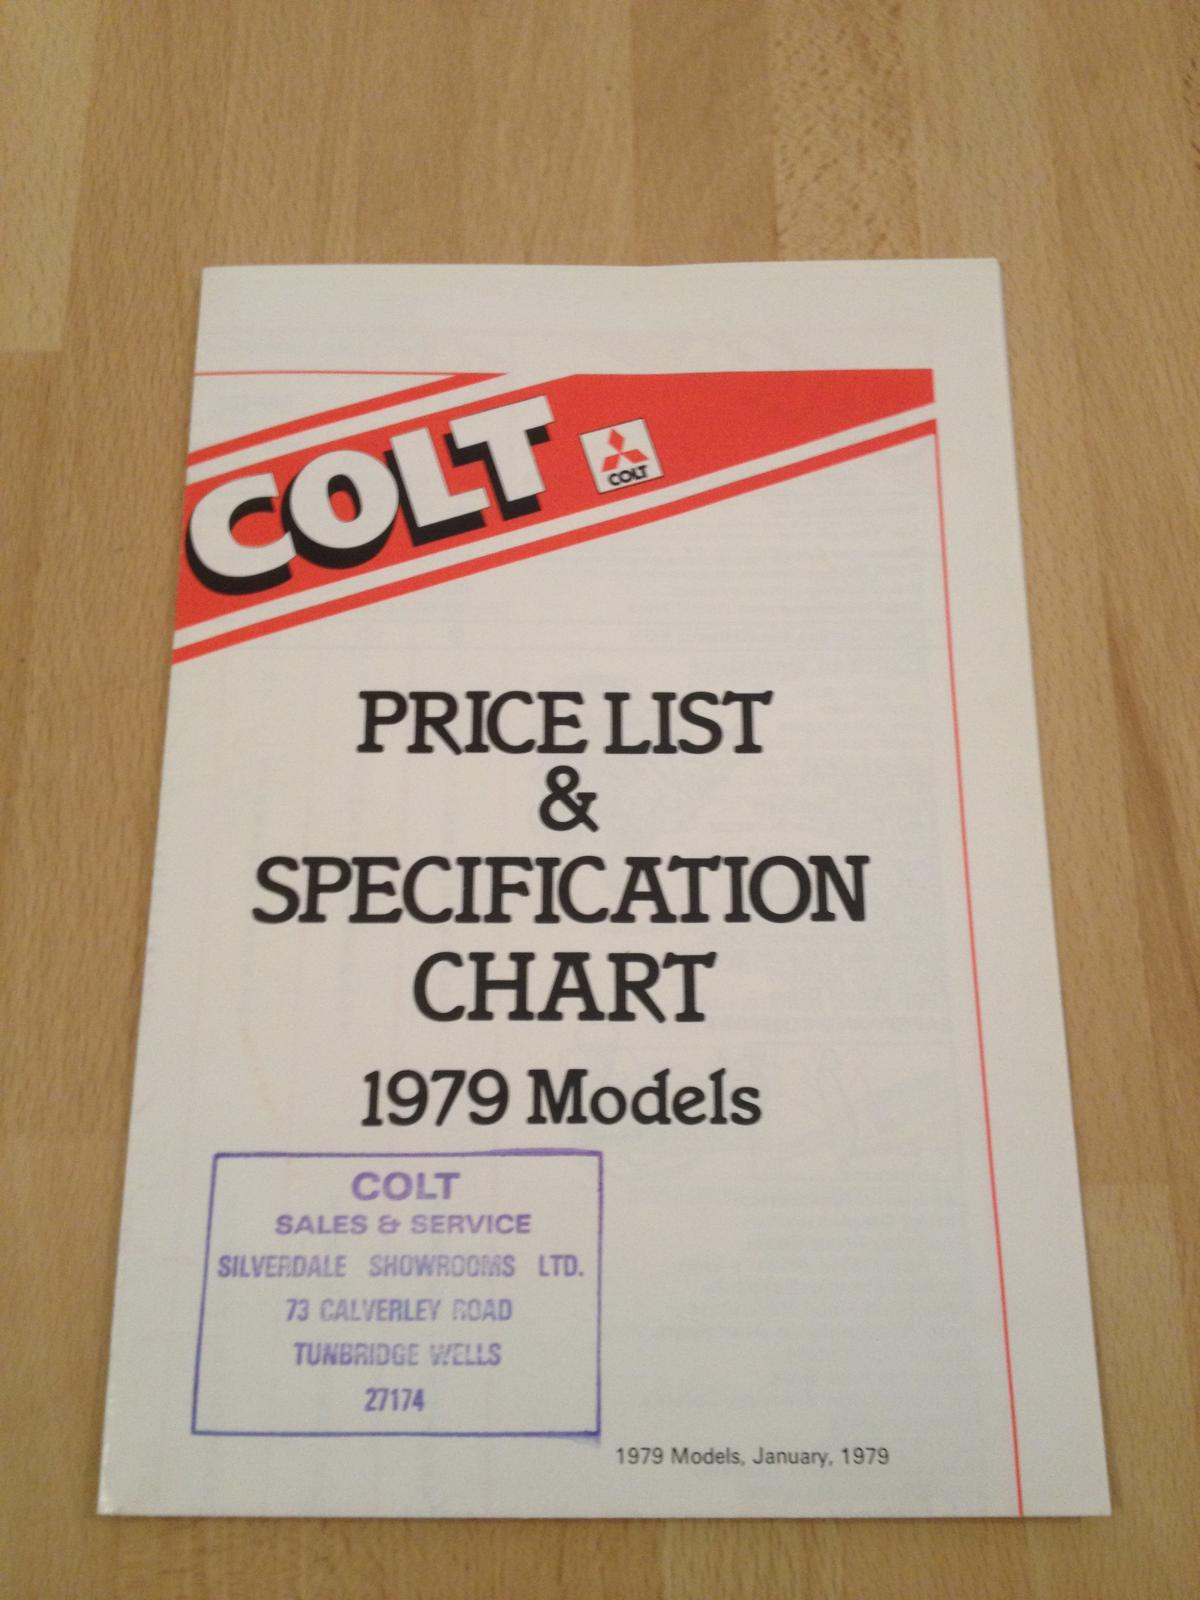 COLT
COLT
PRICE LIST
&
SPECIFICATION
CHART
1979 Models
COLT
SALES & SERVICE
SILVERDALE SHOWROOMS LTD.
73 CALVERLEY ROAD
TUNBRIDGE WELLS
27174
1979 Models, January, 1979